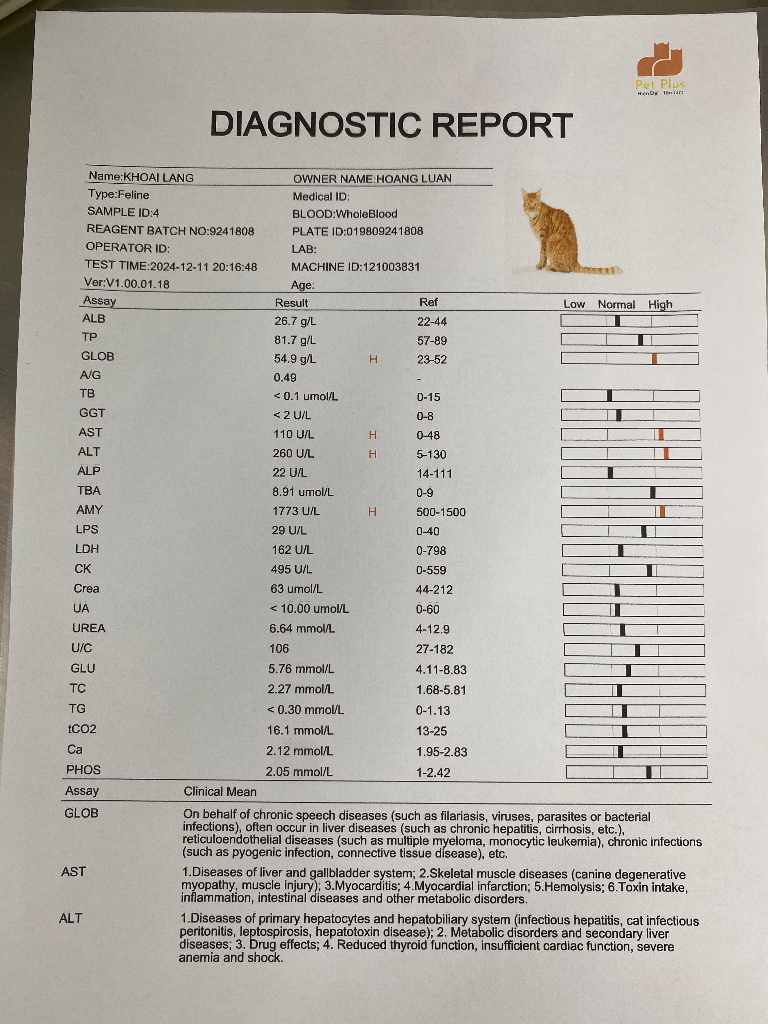 Pet Plus
DIAGNOSTIC REPORT
Name:KHOAI LANG OWNER NAME:HOANG LUAN
Type:Feline Medical ID:
SAMPLE ID:4 BLOOD:WholeBlood
REAGENT BATCH NO:9241808 PLATE ID:019809241808
OPERATOR ID: LAB:
TEST TIME:2024-12-11 20:16:48 MACHINE ID:121003831
Ver:V1.00.01.18 Age:
Assay Result Ref Low Normal High
ALB 26.7 g/L 22-44
TP 81.7 g/L 57-89
GLOB 54.9 g/L H 23-52
A/G 0.49 -
TB < 0.1 umol/L 0-15
GGT < 2 U/L 0-8
AST 110 U/L H 0-48
ALT 260 U/L H 5-130
ALP 22 U/L 14-111
TBA 8.91 umol/L 0-9
AMY 1773 U/L H 500-1500
LPS 29 U/L 0-40
LDH 162 U/L 0-798
CK 495 U/L 0-559
Crea 63 umol/L 44-212
UA < 10.00 umol/L 0-60
UREA 6.64 mmol/L 4-12.9
U/C 106 27-182
GLU 5.76 mmol/L 4.11-8.83
TC 2.27 mmol/L 1.68-5.81
TG < 0.30 mmol/L 0-1.13
tCO2 16.1 mmol/L 13-25
Ca 2.12 mmol/L 1.95-2.83
PHOS 2.05 mmol/L 1-2.42
Assay Clinical Mean
GLOB On behalf of chronic speech diseases (such as filariasis, viruses, parasites or bacterial
infections), often occur in liver diseases (such as chronic hepatitis, cirrhosis, etc.),
reticuloendothelial diseases (such as multiple myeloma, monocytic leukemia), chronic infections
(such as pyogenic infection, connective tissue disease), etc.
AST 1.Diseases of liver and gallbladder system; 2.Skeletal muscle diseases (canine degenerative
myopathy, muscle injury); 3.Myocarditis; 4.Myocardial infarction; 5.Hemolysis; 6.Toxin intake,
inflammation, intestinal diseases and other metabolic disorders.
ALT 1.Diseases of primary hepatocytes and hepatobiliary system (infectious hepatitis, cat infectious
peritonitis, leptospirosis, hepatotoxin disease); 2. Metabolic disorders and secondary liver
diseases; 3. Drug effects; 4. Reduced thyroid function, insufficient cardiac function, severe
anemia and shock.